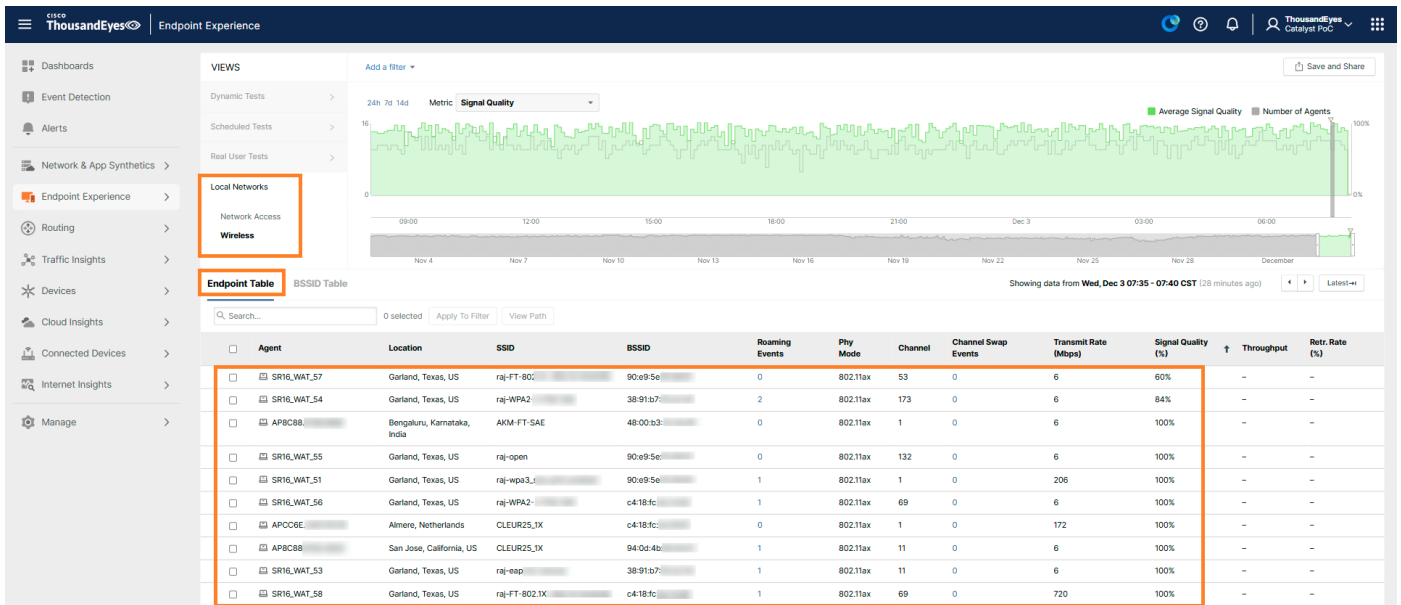 CISCO
ThousandEyes Endpoint Experience ThousandEyes
Catalyst PoC
Dashboards
Event Detection
Alerts
Network & App Synthetics
Endpoint Experience
Routing
Traffic Insights
Devices
Cloud Insights
Connected Devices
Internet Insights
Manage
VIEWS
Dynamic Tests
Scheduled Tests
Real User Tests
Local Networks
Network Access
Wireless
Add a filter Save and Share
24h 7d 14d Metric Signal Quality
Average Signal Quality Number of Agents
16 100%
0 0%
09:00 12:00 15:00 18:00 21:00 Dec 3 03:00 06:00
Nov 4 Nov 7 Nov 10 Nov 13 Nov 16 Nov 19 Nov 22 Nov 25 Nov 28 December
Endpoint Table BSSID Table Showing data from Wed, Dec 3 07:35 - 07:40 CST (28 minutes ago) Latest
Search... 0 selected Apply To Filter View Path
Agent Location SSID BSSID Roaming Events Phy Mode Channel Channel Swap Events Transmit Rate (Mbps) Signal Quality (%) ↑ Throughput Retr. Rate (%)
SR16_WAT_57 Garland, Texas, US raj-FT-802 90:e9:5e 0 802.11ax 53 0 6 60% – –
SR16_WAT_54 Garland, Texas, US raj-WPA2- 38:91:b7: 2 802.11ax 173 0 6 84% – –
AP8C88. Bengaluru, Karnataka, India AKM-FT-SAE 48:00:b3: 0 802.11ax 1 0 6 100% – –
SR16_WAT_55 Garland, Texas, US raj-open 90:e9:5e: 0 802.11ax 132 0 6 100% – –
SR16_WAT_51 Garland, Texas, US raj-wpa3_ 90:e9:5e 1 802.11ax 1 0 206 100% – –
SR16_WAT_56 Garland, Texas, US raj-WPA2- c4:18:fc 1 802.11ax 69 0 6 100% – –
APCC6E. Almere, Netherlands CLEUR25_1X c4:18:fc: 0 802.11ax 1 0 172 100% – –
AP8C88 San Jose, California, US CLEUR25_1X 94:0d:4b: 1 802.11ax 11 0 6 100% – –
SR16_WAT_53 Garland, Texas, US raj-eap 38:91:b7: 1 802.11ax 11 0 6 100% – –
SR16_WAT_58 Garland, Texas, US raj-FT-802.1X c4:18:fc 1 802.11ax 69 0 720 100% – –